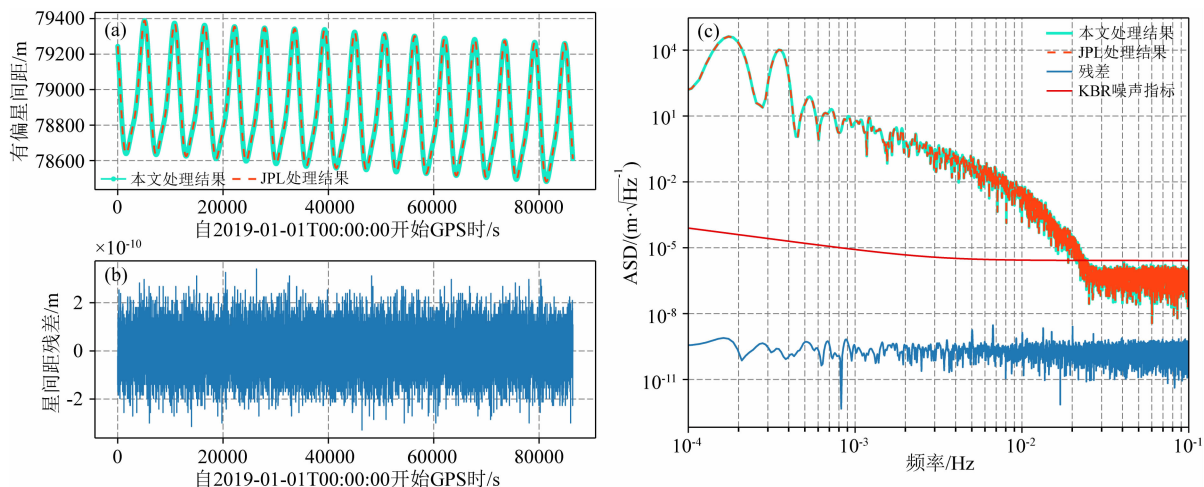 (a)
79400
79200
79000
78800
78600
有偏星间距/m
本文处理结果 JPL处理结果
0 20000 40000 60000 80000
自2019-01-01T00:00:00开始GPS时/s
×10⁻¹⁰
(b)
2
0
-2
星间距残差/m
0 20000 40000 60000 80000
自2019-01-01T00:00:00开始GPS时/s
(c)
本文处理结果
JPL处理结果
残差
KBR噪声指标
10⁴
10¹
10⁻²
10⁻⁵
10⁻⁸
10⁻¹¹
ASD/(m·√Hz⁻¹)
10⁻⁴ 10⁻³ 10⁻² 10⁻¹
频率/Hz